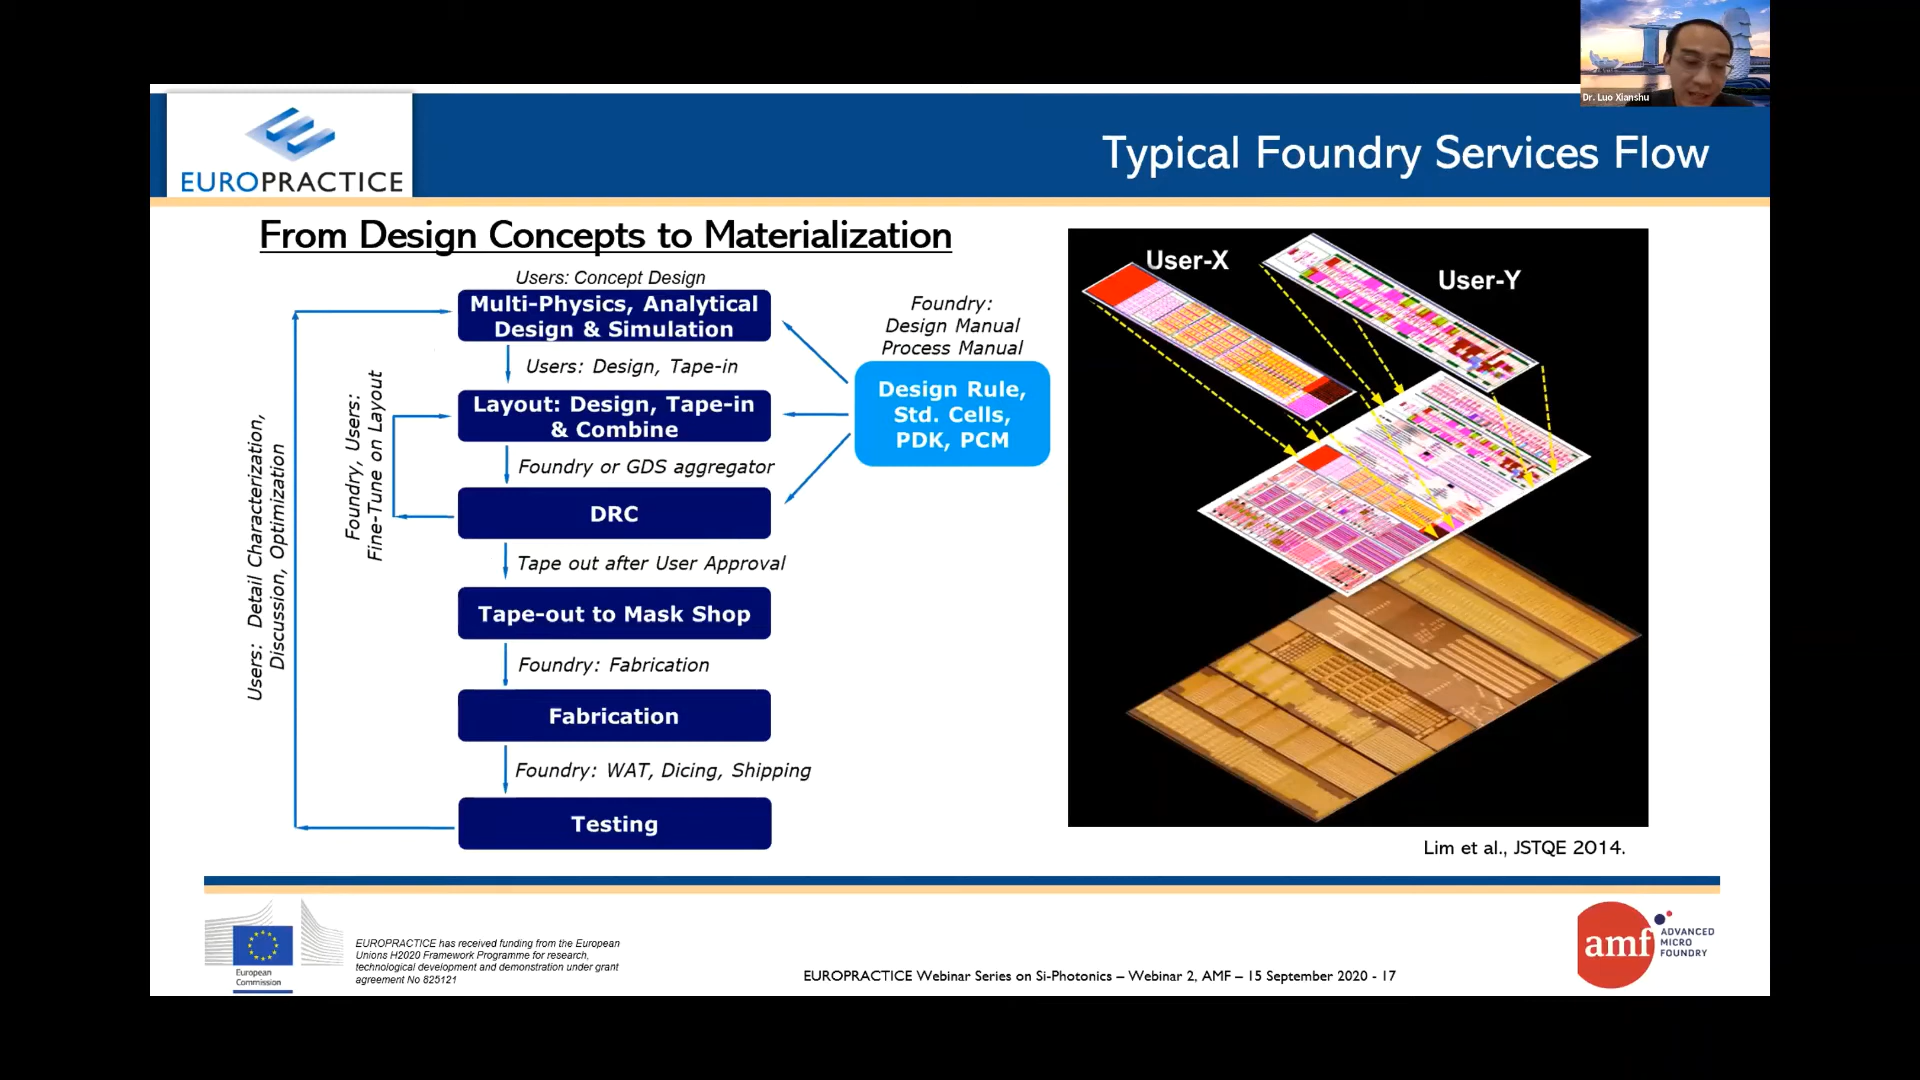 Dr. Luo Xianshu
EUROPRACTICE
Typical Foundry Services Flow
From Design Concepts to Materialization
Users: Concept Design
Multi-Physics, Analytical
Design & Simulation
Users: Design, Tape-in
Layout: Design, Tape-in
& Combine
Foundry or GDS aggregator
DRC
Tape out after User Approval
Tape-out to Mask Shop
Foundry: Fabrication
Fabrication
Foundry: WAT, Dicing, Shipping
Testing
Users: Detail Characterization,
Discussion, Optimization
Foundry, Users:
Fine-Tune on Layout
Foundry:
Design Manual
Process Manual
Design Rule,
Std. Cells,
PDK, PCM
User-X
User-Y
Lim et al., JSTQE 2014.
European
Commission
EUROPRACTICE has received funding from the European
Unions H2020 Framework Programme for research,
technological development and demonstration under grant
agreement No 825121
EUROPRACTICE Webinar Series on Si-Photonics – Webinar 2, AMF – 15 September 2020 - 17
amf
ADVANCED
MICRO
FOUNDRY